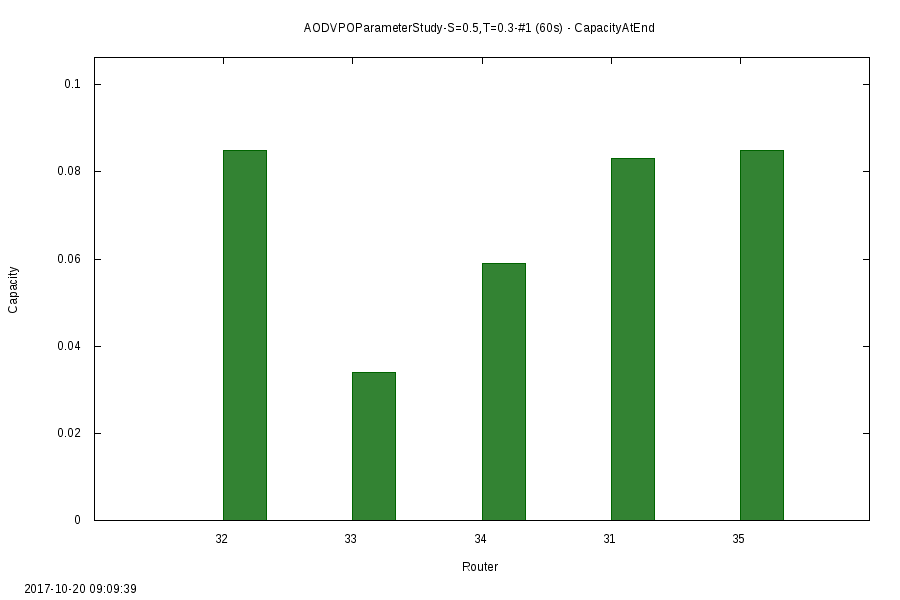 AODVPOParameterStudy-S=0.5,T=0.3-#1 (60s) - CapacityAtEnd
0.1
0.08
0.06
0.04
0.02
0
Capacity
32 33 34 31 35
Router
2017-10-20 09:09:39